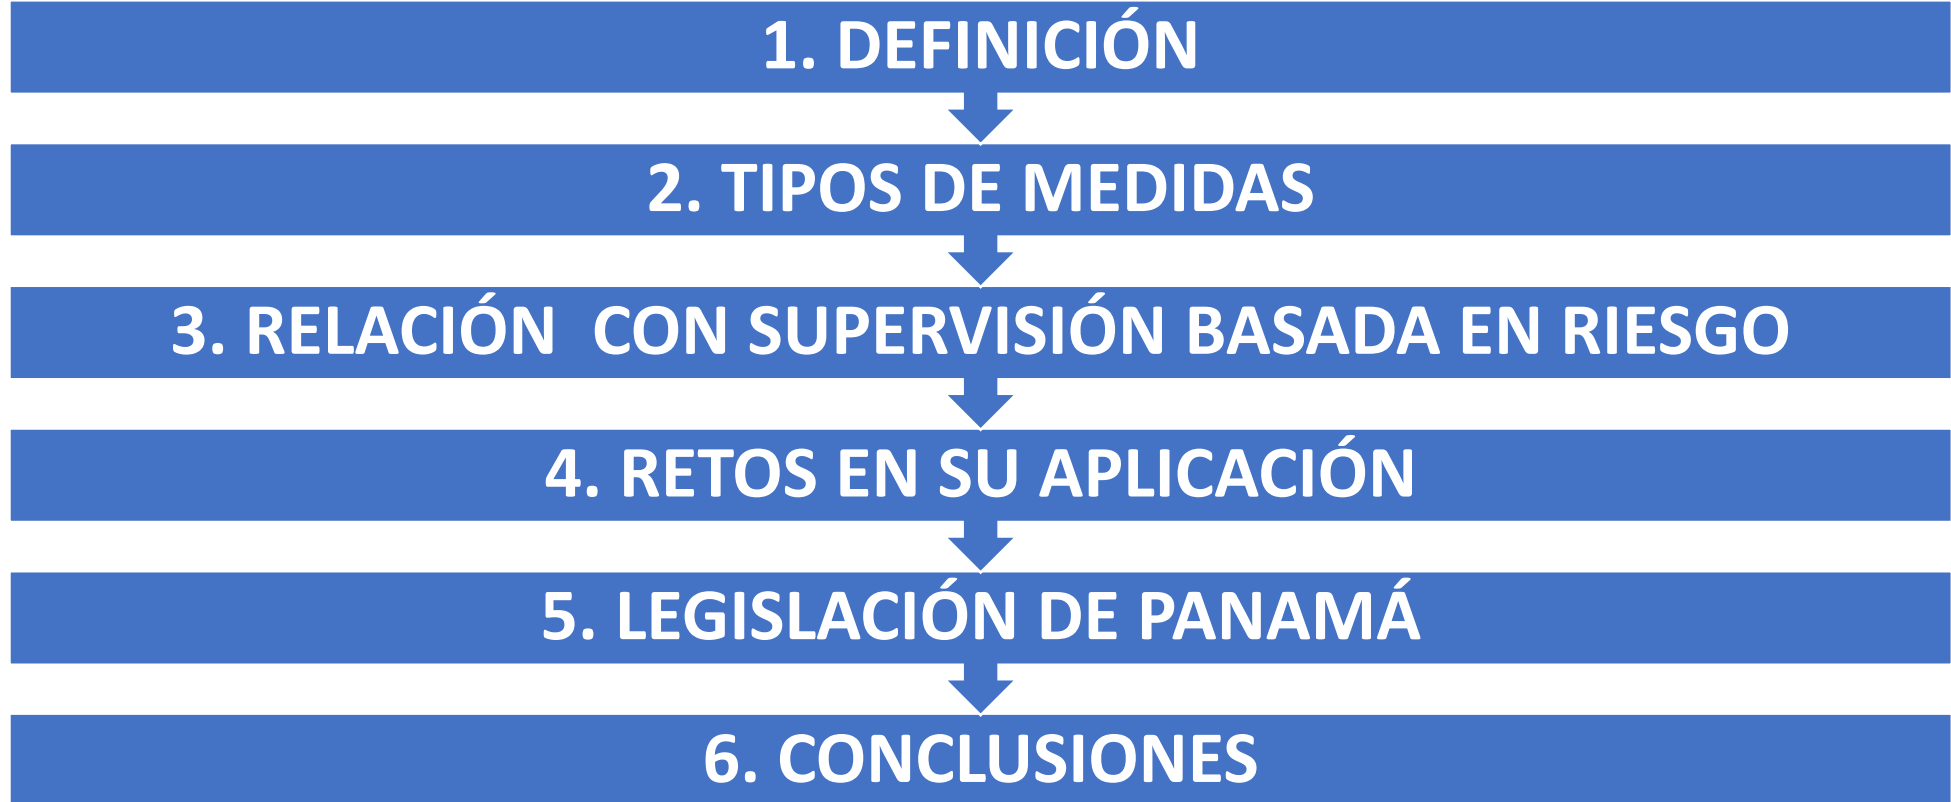 1. DEFINICIÓN
2. TIPOS DE MEDIDAS
3. RELACIÓN  CON SUPERVISIÓN BASADA EN RIESGO
4. RETOS EN SU APLICACIÓN
5. LEGISLACIÓN DE PANAMÁ
6. CONCLUSIONES